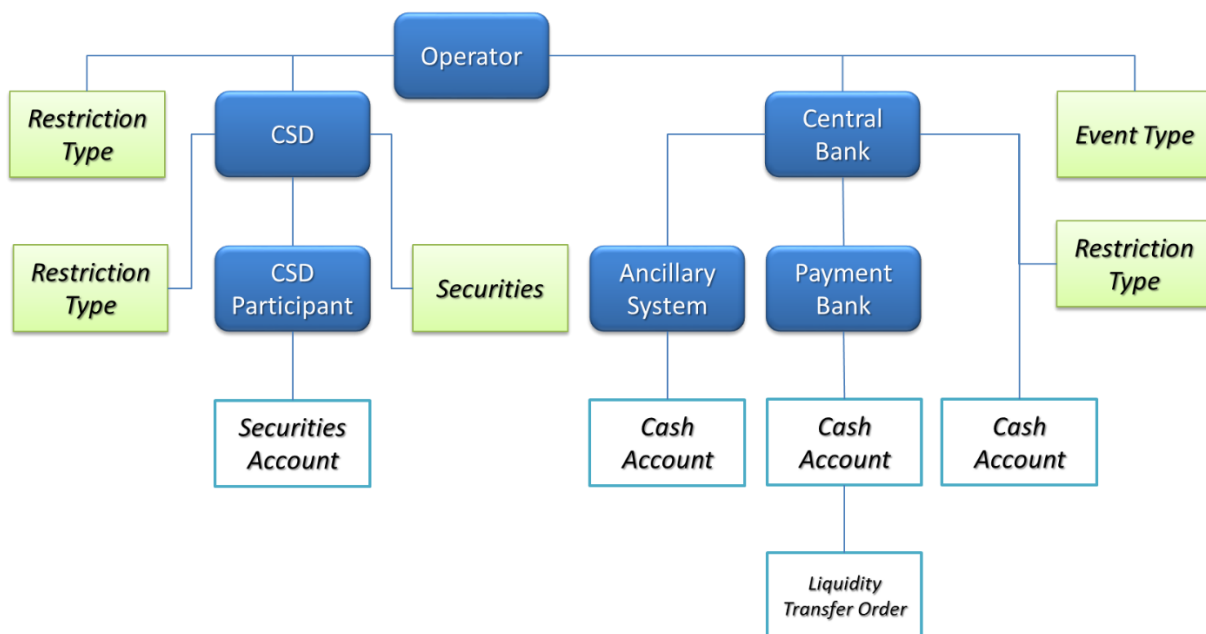 Operator
Restriction
Type
CSD
Central
Bank
Event Type
Restriction
Type
CSD
Participant
Securities
Ancillary
System
Payment
Bank
Restriction
Type
Securities
Account
Cash
Account
Cash
Account
Cash
Account
Liquidity
Transfer Order